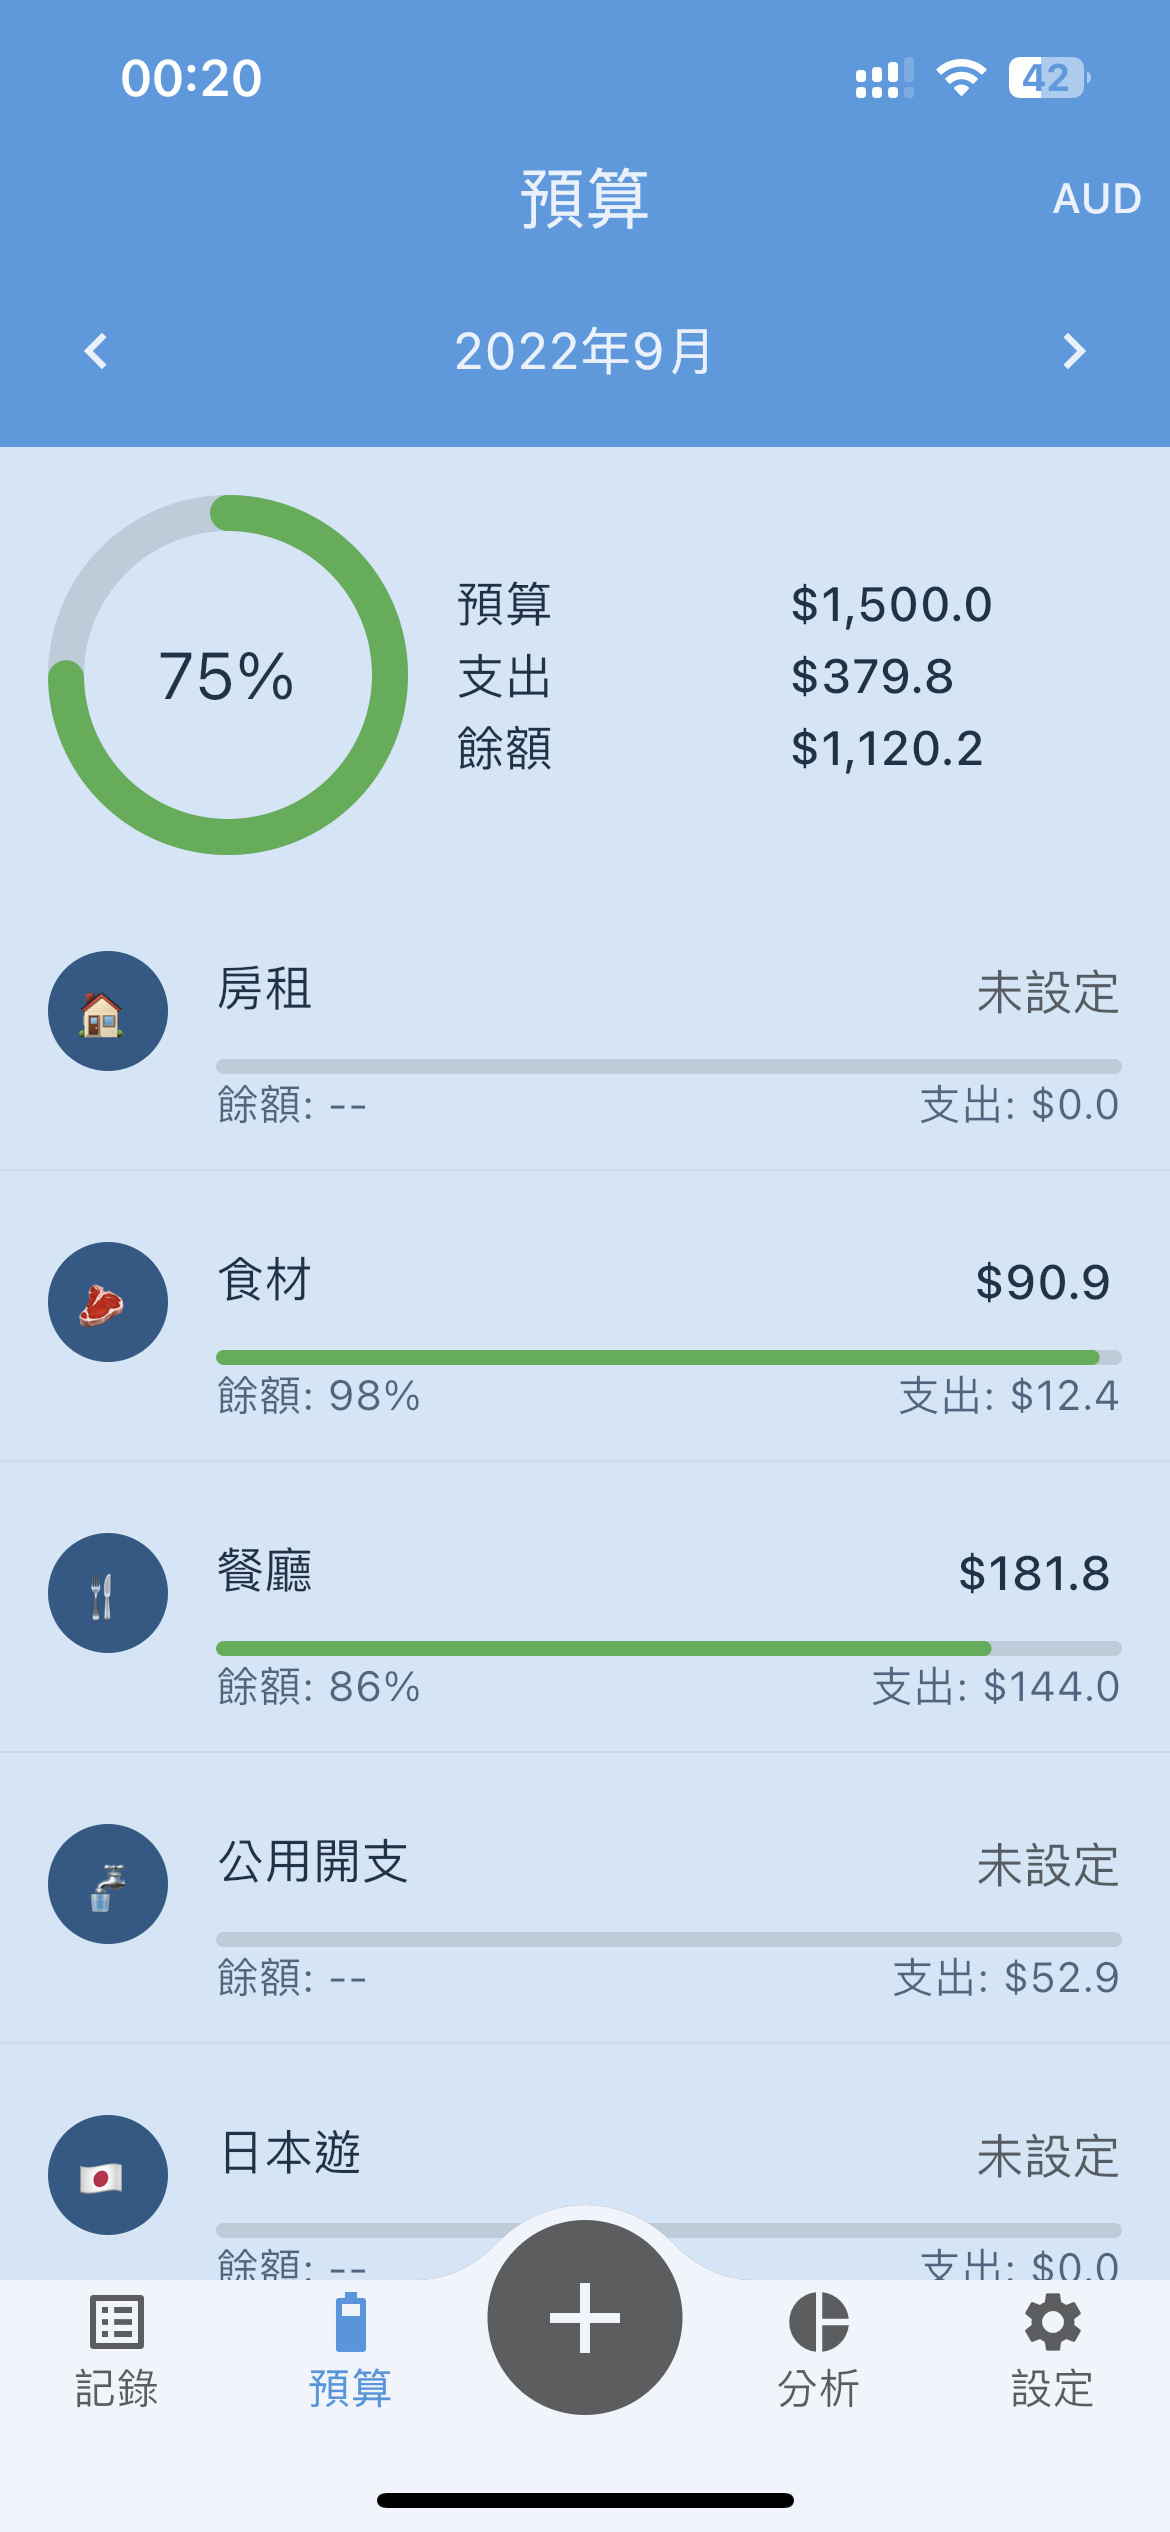 00:20
42
預算
AUD
2022年9月
75%
預算 $1,500.0
支出 $379.8
餘額 $1,120.2
房租 未設定
餘額: -- 支出: $0.0
食材 $90.9
餘額: 98% 支出: $12.4
餐廳 $181.8
餘額: 86% 支出: $144.0
公用開支 未設定
餘額: -- 支出: $52.9
日本遊 未設定
餘額: -- 支出: $0.0
記錄 預算 分析 設定